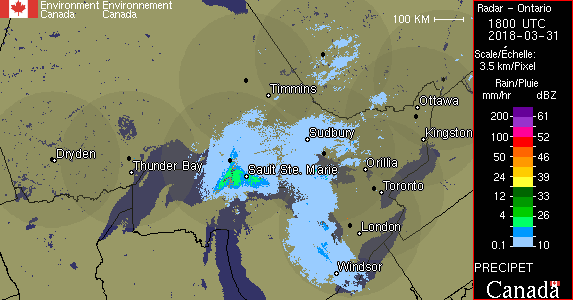 Environment Environnement
Canada Canada
100 KM
Timmins
Ottawa
Sudbury
Kingston
Dryden
Thunder Bay
Sault Ste. Marie
Orillia
Toronto
London
Windsor
Radar - Ontario
1800 UTC
2018-03-31
Scale/Échelle:
3.5 km/Pixel
Rain/Pluie
mm/hr dBZ
200 61
100 52
50 46
24 39
12 33
4 26
2 20
0.1 10
PRECIPET
Canada